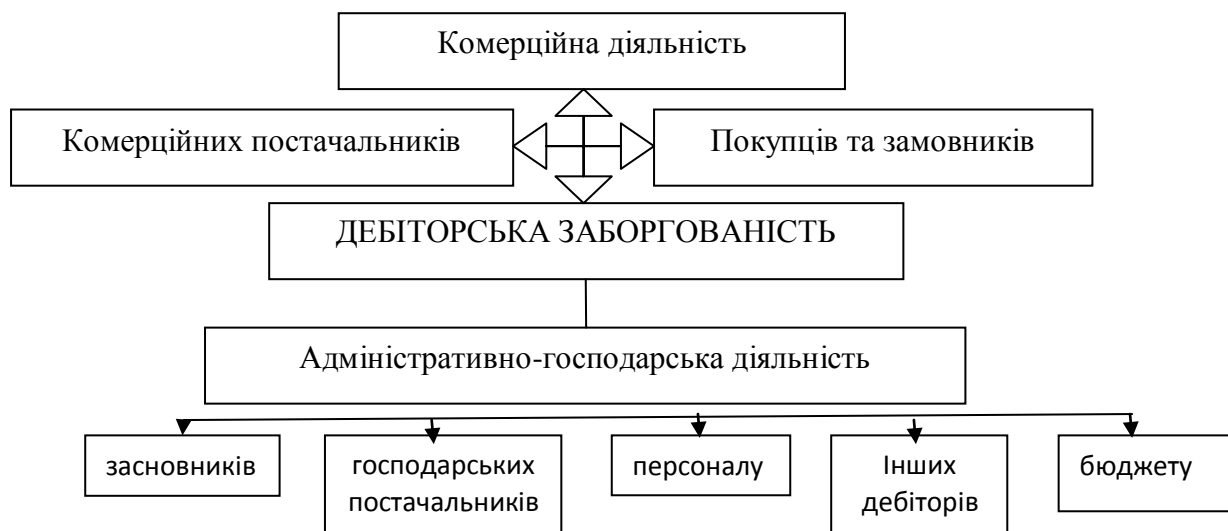 Комерційна діяльність
Комерційних постачальників
Покупців та замовників
ДЕБІТОРСЬКА ЗАБОРГОВАНІСТЬ
Адміністративно-господарська діяльність
засновників
господарських
постачальників
персоналу
Інших
дебіторів
бюджету